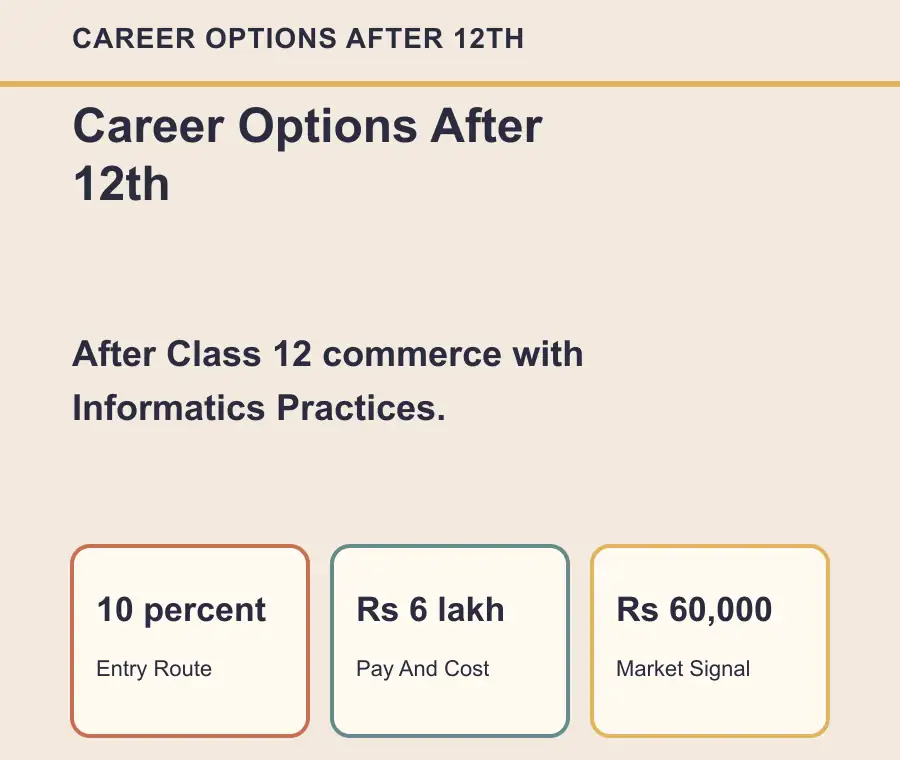 CAREER OPTIONS AFTER 12TH
Career Options After
12th
After Class 12 commerce with
Informatics Practices.
10 percent
Entry Route
Rs 6 lakh
Pay And Cost
Rs 60,000
Market Signal